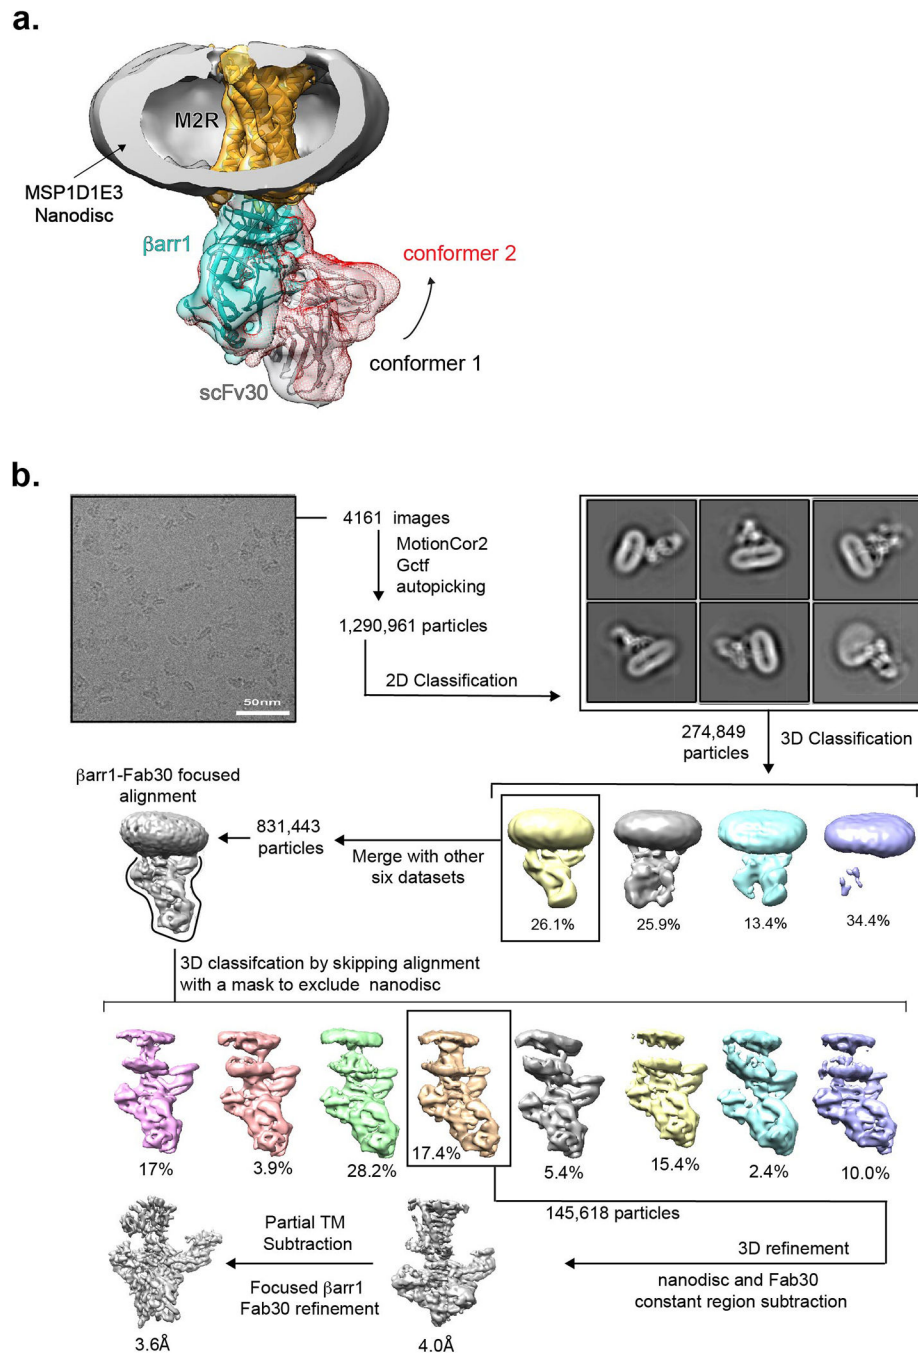 a.
M2R
MSP1D1E3
Nanodisc
βarr1
conformer 2
conformer 1
scFv30
b.
4161 images
MotionCor2
Gctf
autopicking
1,290,961 particles
50nm
2D Classification
274,849
particles
3D Classification
βarr1-Fab30 focused
alignment
831,443
particles
Merge with other
six datasets
26.1%
25.9%
13.4%
34.4%
3D classifcation by skipping alignment
with a mask to exclude nanodisc
17%
3.9%
28.2%
17.4%
5.4%
15.4%
2.4%
10.0%
145,618 particles
Partial TM
Subtraction
3D refinement
Focused βarr1
Fab30 refinement
nanodisc and Fab30
constant region subtraction
3.6Å
4.0Å